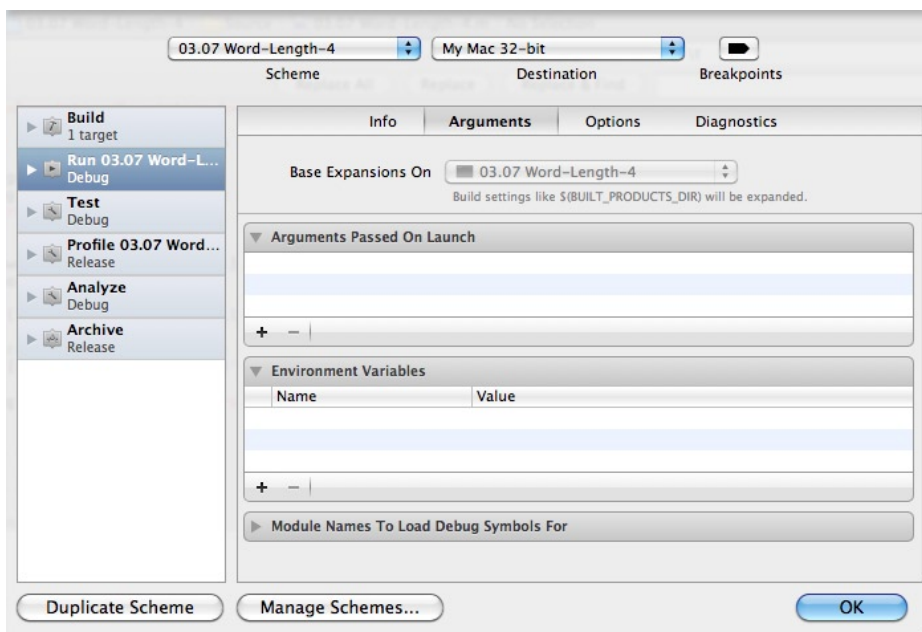 03.07 Word-Length-4
My Mac 32-bit
Scheme
Destination
Breakpoints
Build
1 target
Run 03.07 Word-L...
Debug
Test
Debug
Profile 03.07 Word...
Release
Analyze
Debug
Archive
Release
Info Arguments Options Diagnostics
Base Expansions On 03.07 Word-Length-4
Build settings like $(BUILT_PRODUCTS_DIR) will be expanded.
Arguments Passed On Launch
+ −
Environment Variables
Name Value
+ −
Module Names To Load Debug Symbols For
Duplicate Scheme
Manage Schemes...
OK